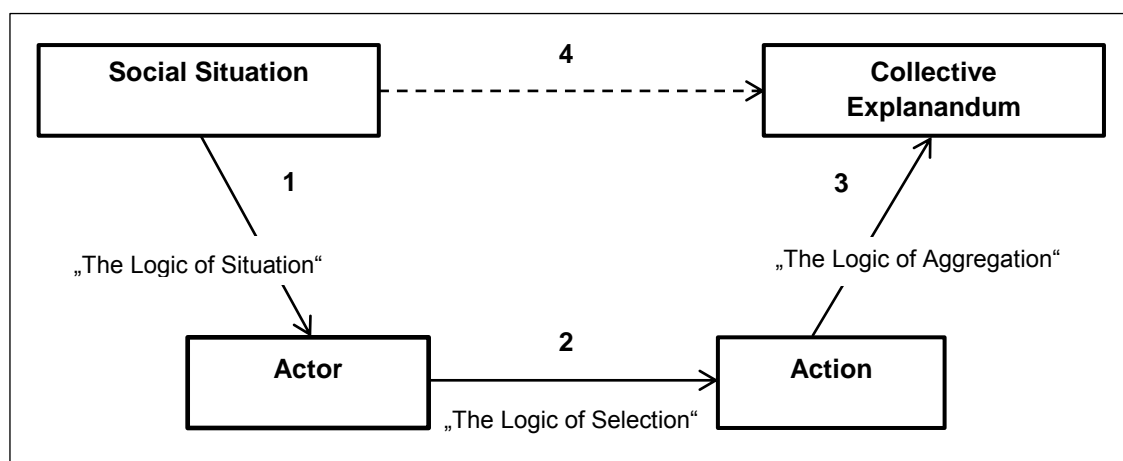 Social Situation
4
Collective
Explanandum
1
3
„The Logic of Situation“
„The Logic of Aggregation“
Actor
2
Action
„The Logic of Selection“